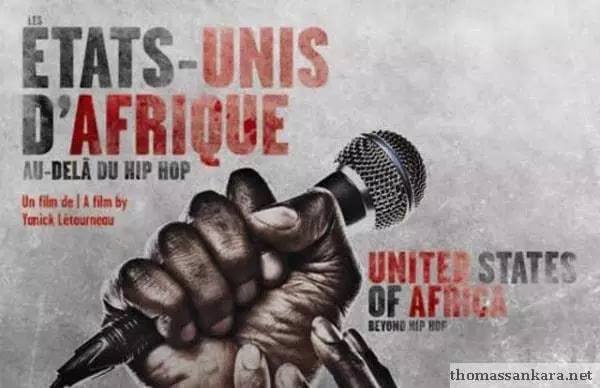 LES
ÉTATS-UNIS
D'AFRIQUE
AU-DELÀ DU HIP HOP
Un film de | A film by
Yanick Létourneau
UNITED STATES
OF AFRICA
BEYOND HIP HOP
thomassankara.net